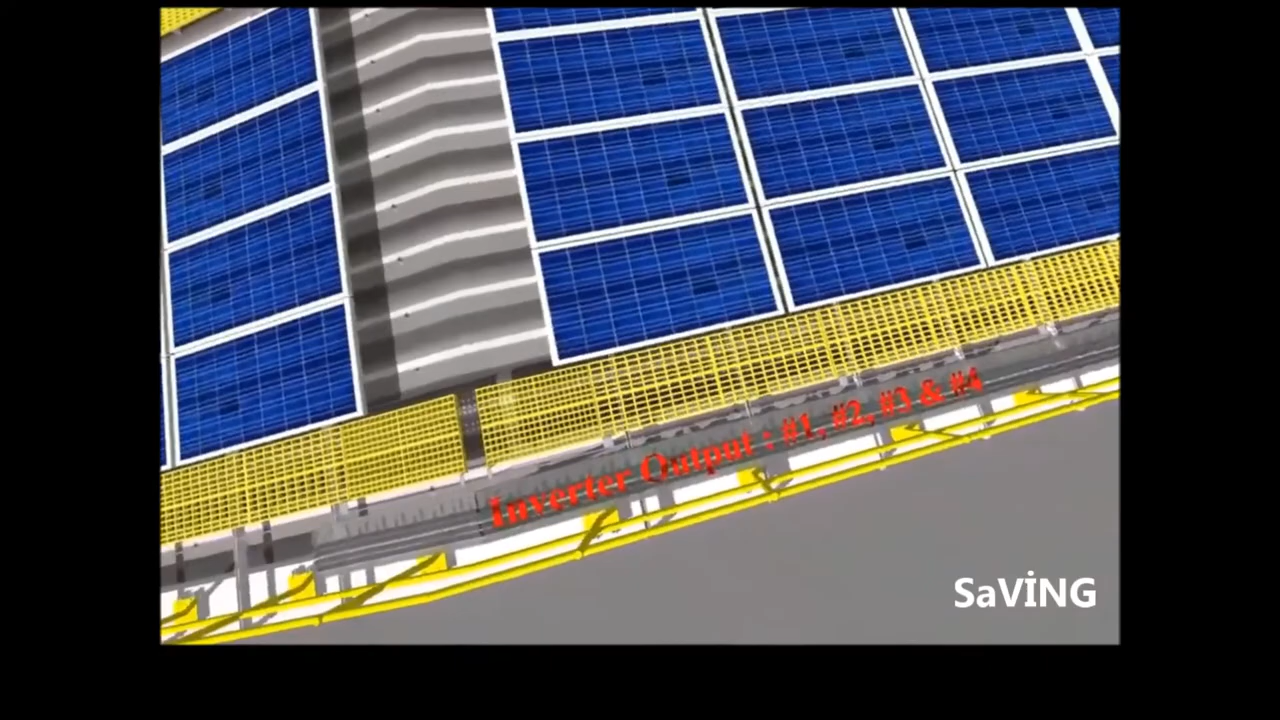 Inverter Output : #1, #2, #3 & #4
SaVİNG